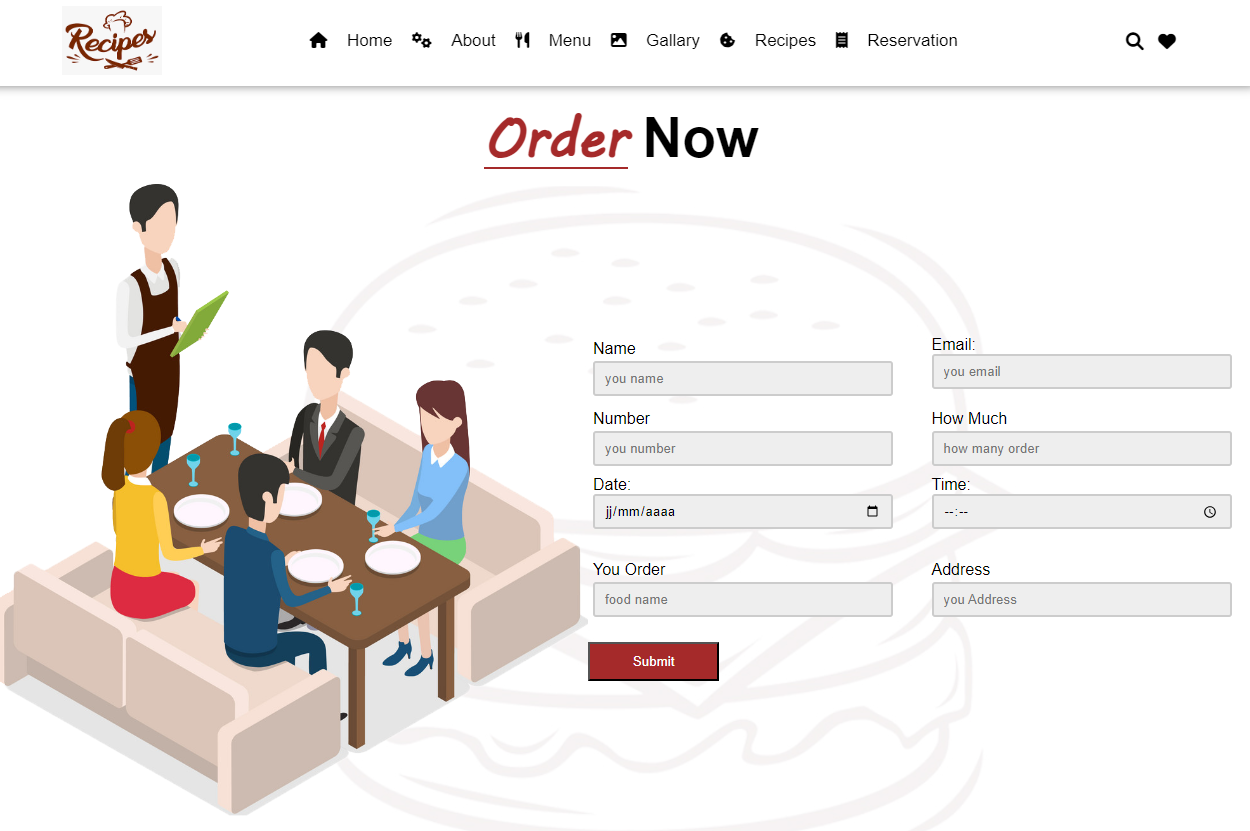 Recipes
Home About Menu Gallary Recipes Reservation
Order Now
Name Email:
you name you email
Number How Much
you number how many order
Date: Time:
jj/mm/aaaa --:--
You Order Address
food name you Address
Submit